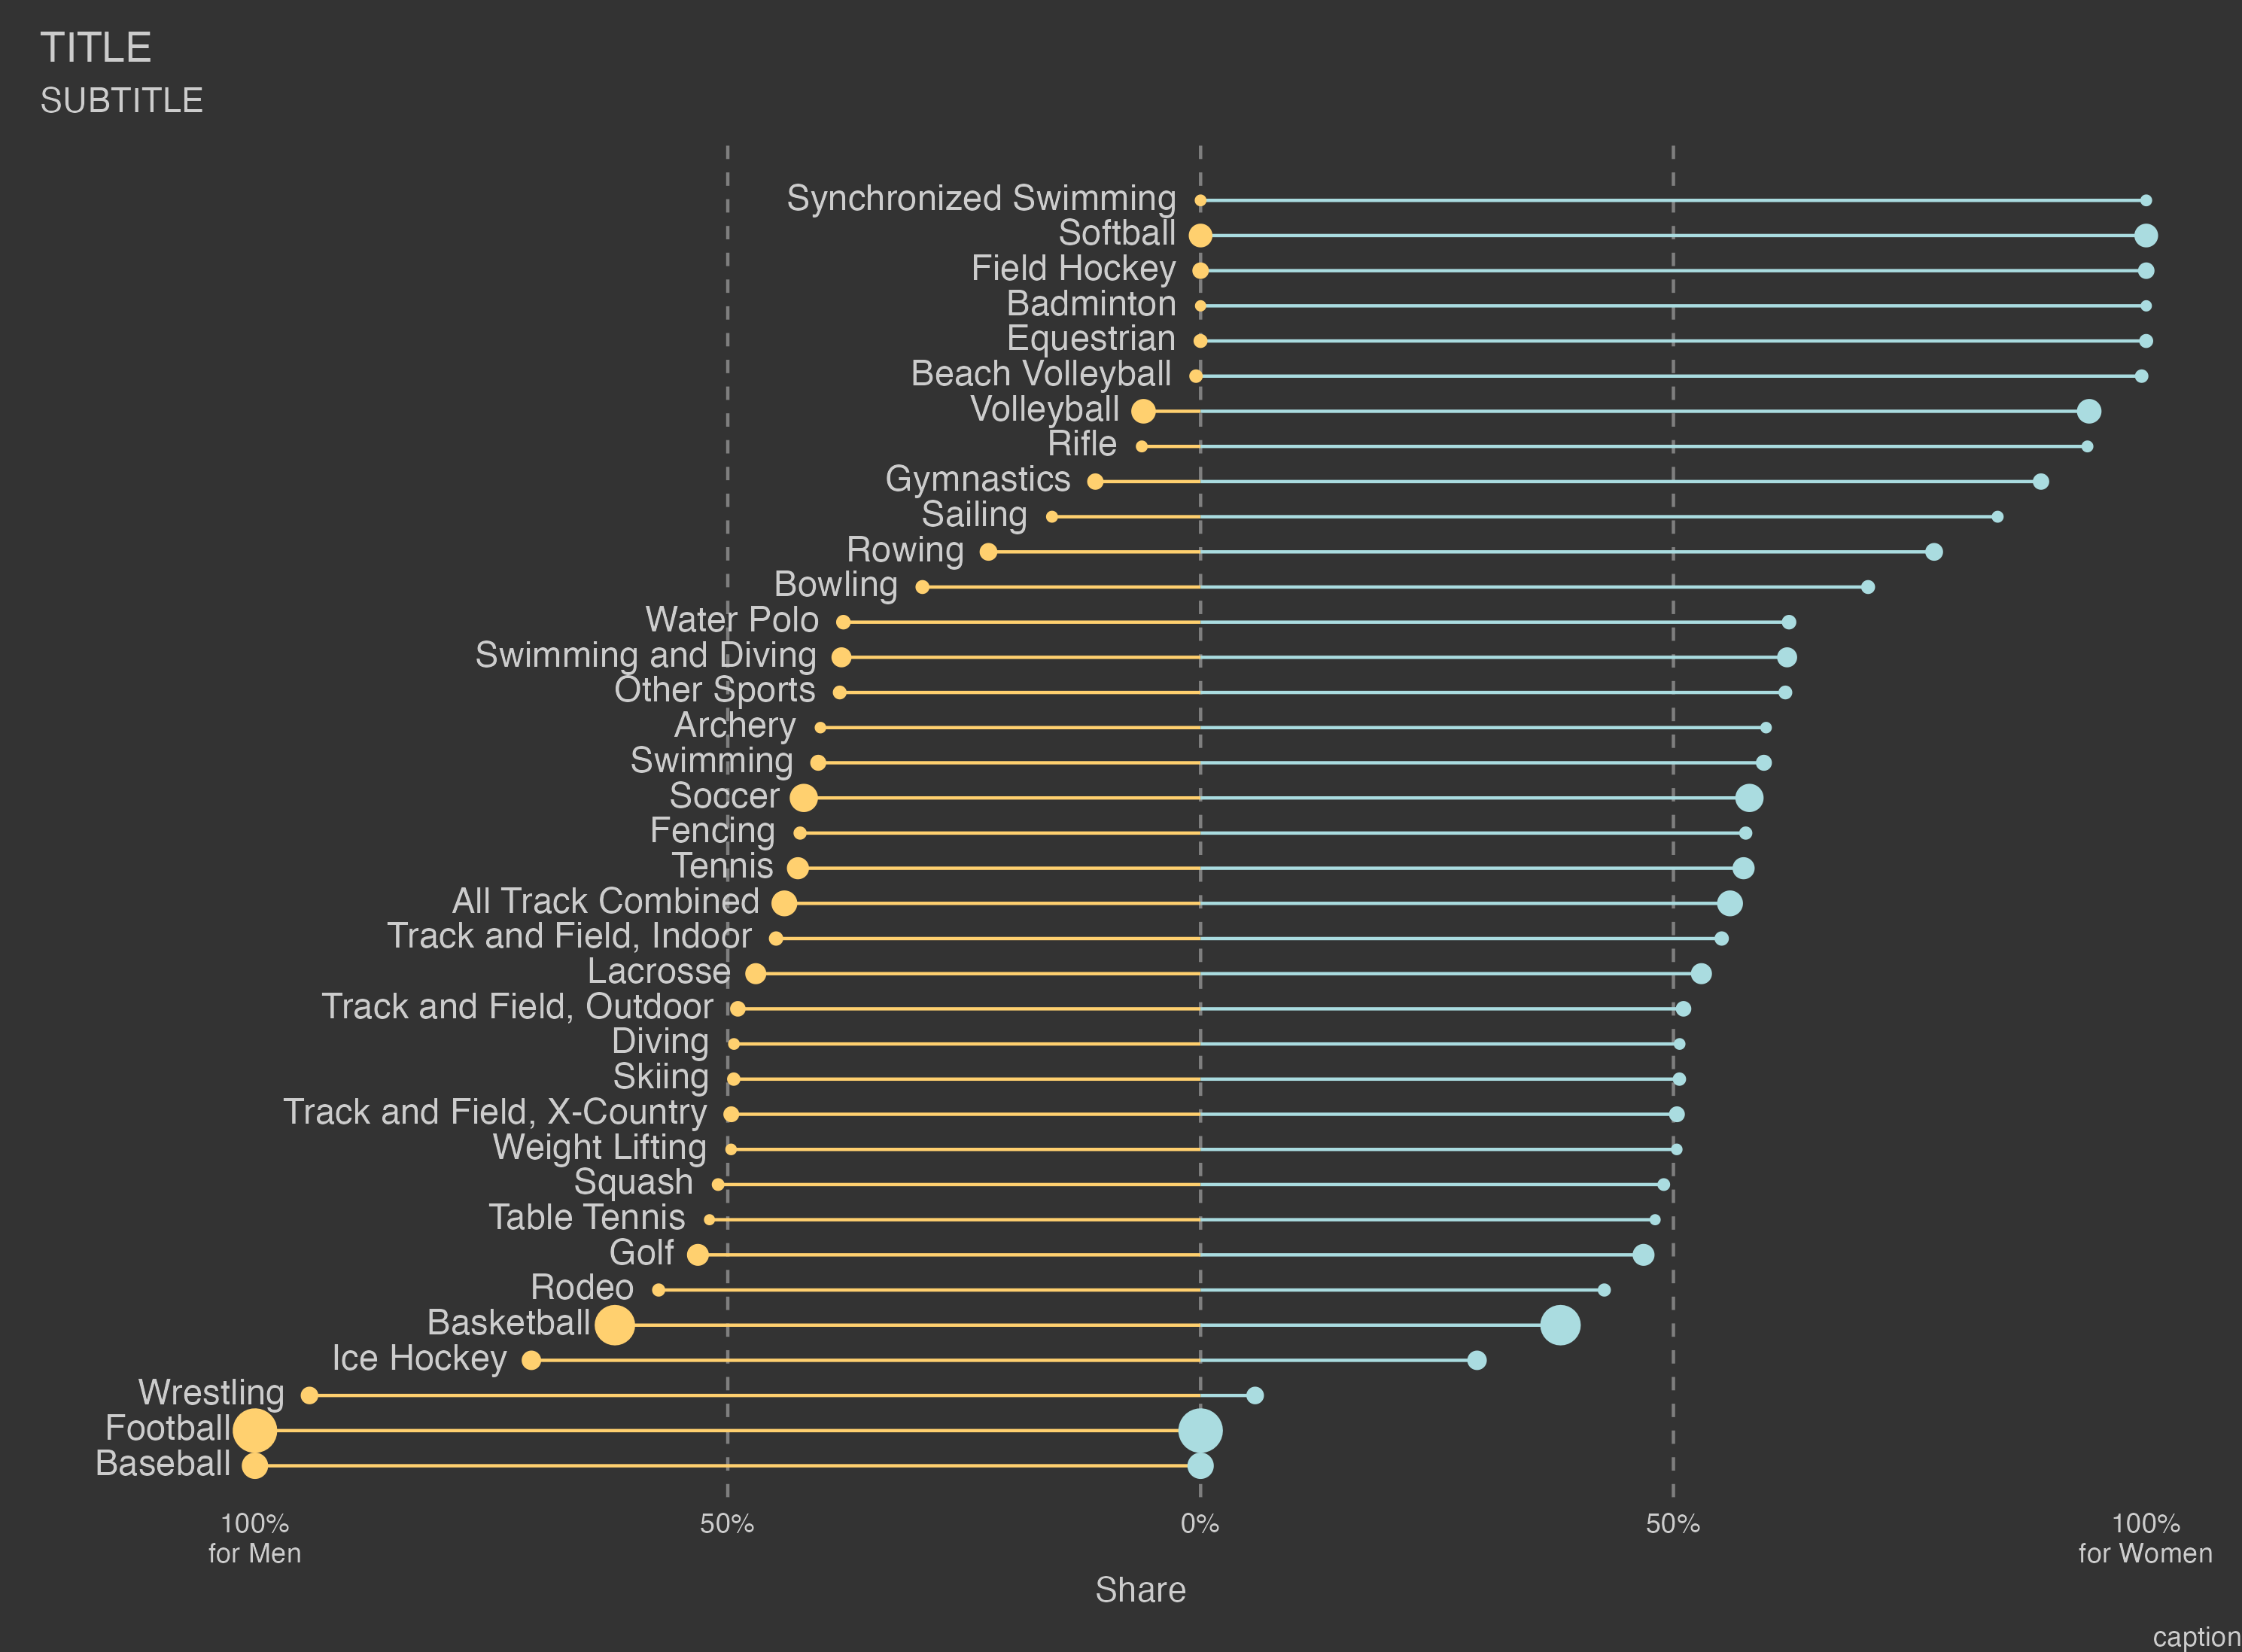 TITLE
SUBTITLE
Synchronized Swimming
Softball
Field Hockey
Badminton
Equestrian
Beach Volleyball
Volleyball
Rifle
Gymnastics
Sailing
Rowing
Bowling
Water Polo
Swimming and Diving
Other Sports
Archery
Swimming
Soccer
Fencing
Tennis
All Track Combined
Track and Field, Indoor
Lacrosse
Track and Field, Outdoor
Diving
Skiing
Track and Field, X-Country
Weight Lifting
Squash
Table Tennis
Golf
Rodeo
Basketball
Ice Hockey
Wrestling
Football
Baseball
100% 50% 0% 50% 100%
for Men for Women
Share
caption